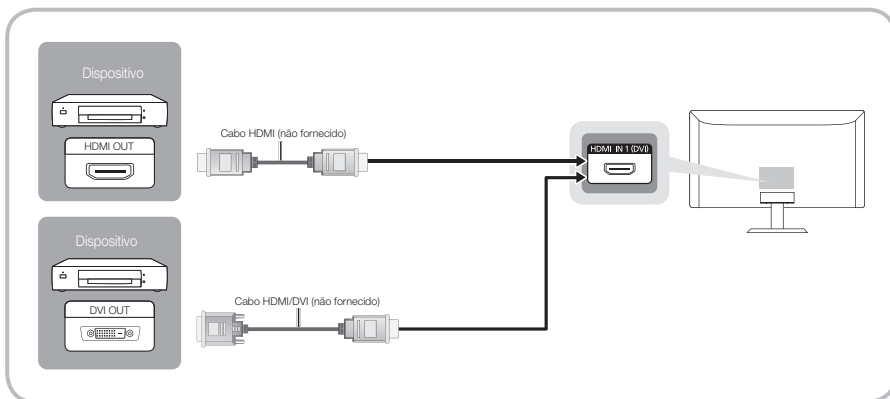 Dispositivo
HDMI OUT
Cabo HDMI (não fornecido)
HDMI IN 1 (DVI)
Dispositivo
DVI OUT
Cabo HDMI/DVI (não fornecido)